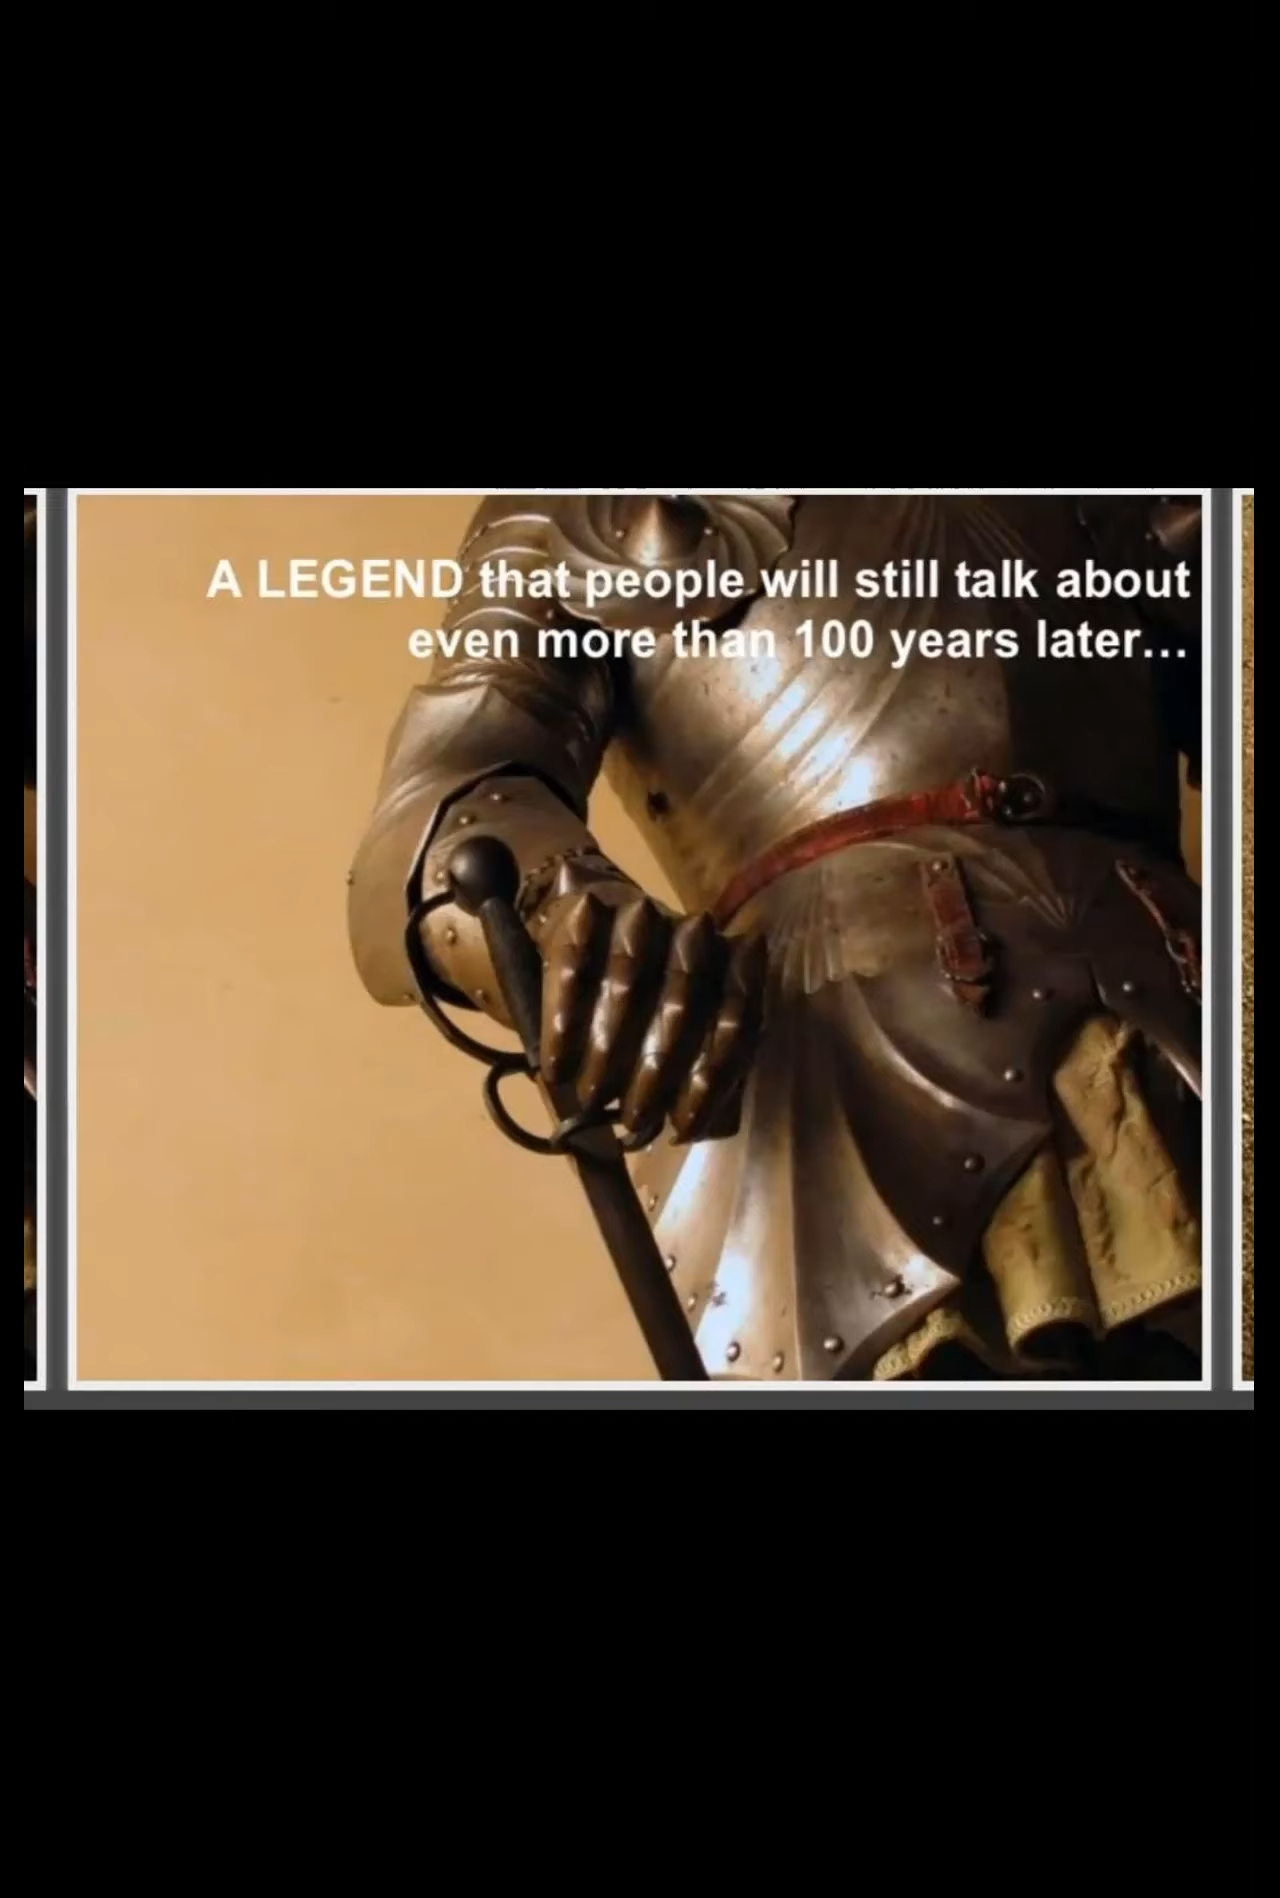 A LEGEND that people will still talk about
even more than 100 years later...